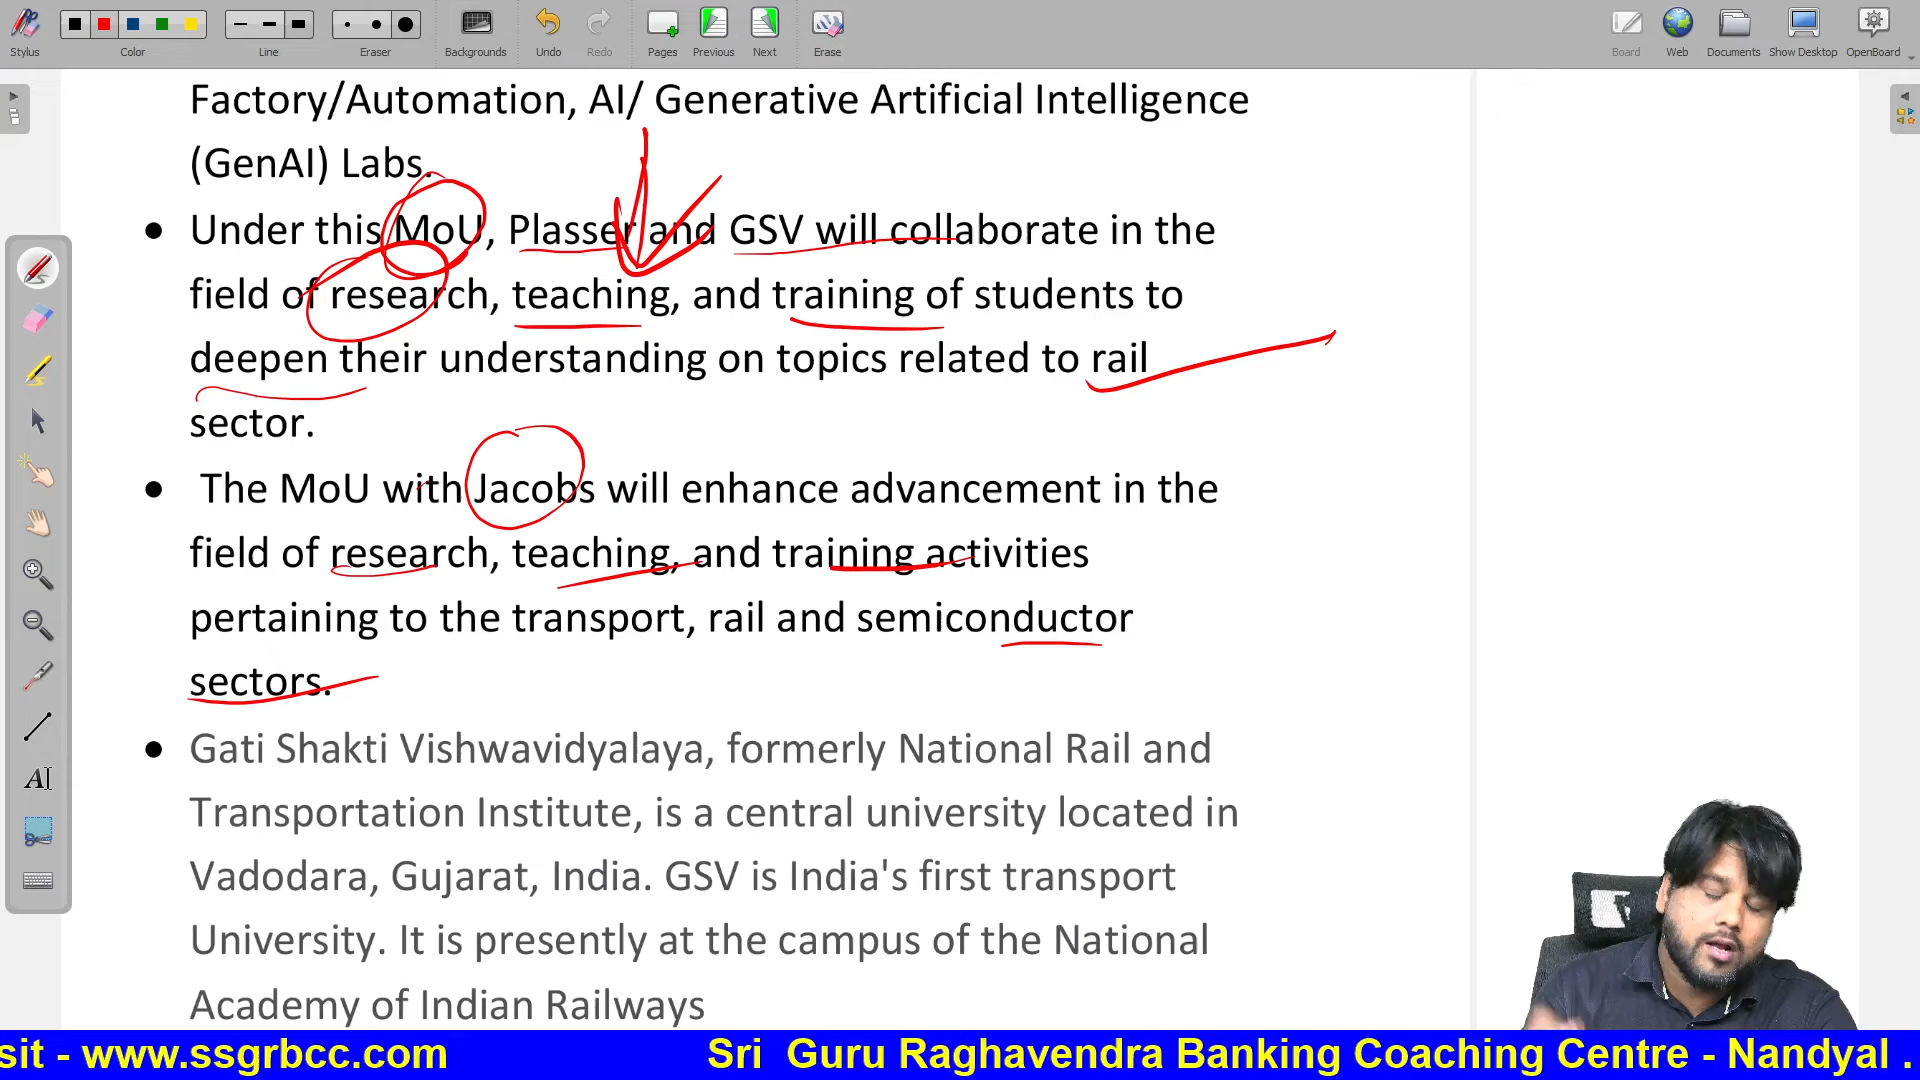 Stylus Color Line Eraser Backgrounds Undo Redo Pages Previous Next Erase Board Web Documents Show Desktop OpenBoard
Factory/Automation, AI/ Generative Artificial Intelligence
(GenAI) Labs.
• Under this MoU, Plasser and GSV will collaborate in the
field of research, teaching, and training of students to
deepen their understanding on topics related to rail
sector.
• The MoU with Jacobs will enhance advancement in the
field of research, teaching, and training activities
pertaining to the transport, rail and semiconductor
sectors.
• Gati Shakti Vishwavidyalaya, formerly National Rail and
Transportation Institute, is a central university located in
Vadodara, Gujarat, India. GSV is India's first transport
University. It is presently at the campus of the National
Academy of Indian Railways
sit - www.ssgrbcc.com Sri Guru Raghavendra Banking Coaching Centre - Nandyal .